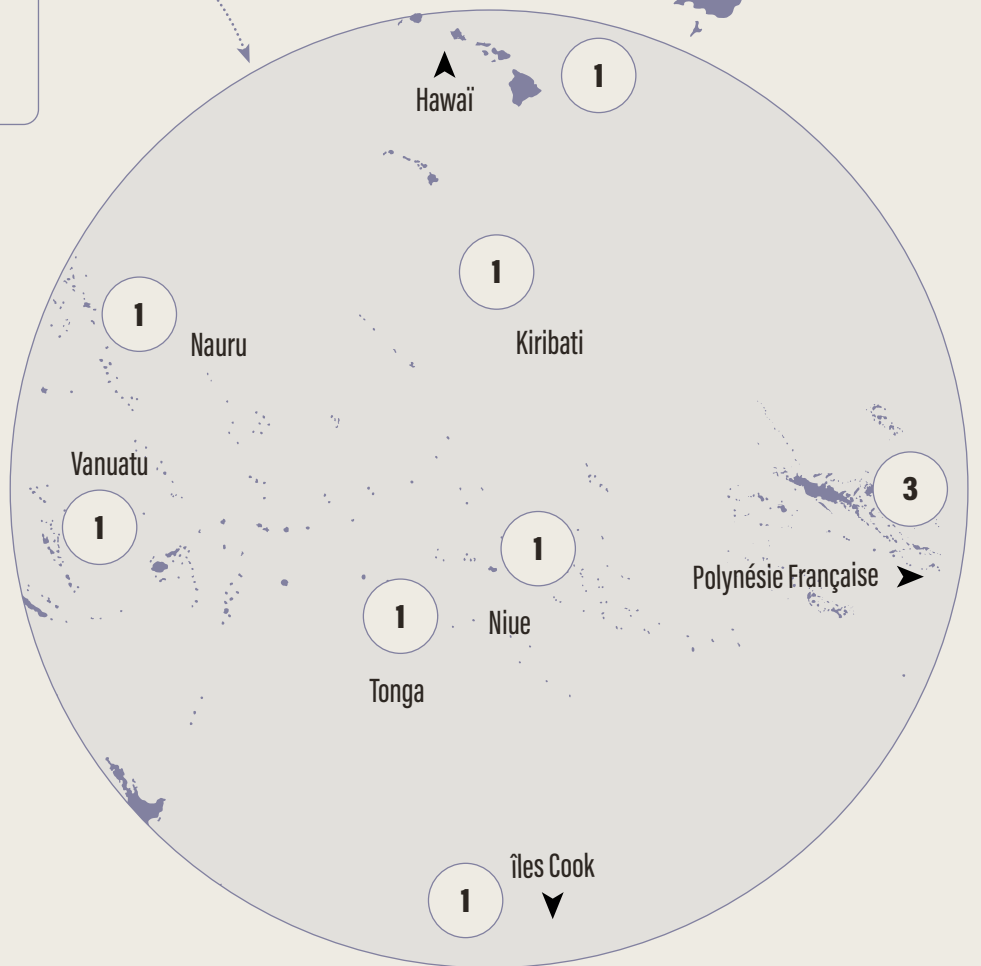 1
Hawaï
1
Kiribati
1
Nauru
Vanuatu
1
3
Polynésie Française
1
Niue
1
Tonga
îles Cook
1